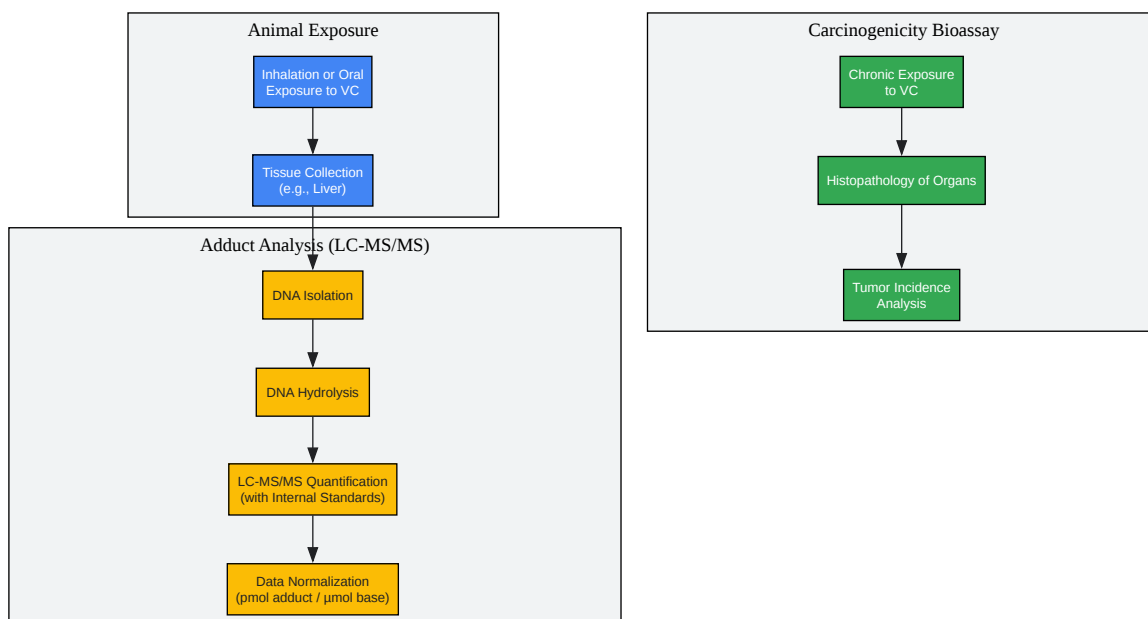 Animal Exposure
Inhalation or Oral
Exposure to VC
Tissue Collection
(e.g., Liver)
Adduct Analysis (LC-MS/MS)
DNA Isolation
DNA Hydrolysis
LC-MS/MS Quantification
(with Internal Standards)
Data Normalization
(pmol adduct / µmol base)
Carcinogenicity Bioassay
Chronic Exposure
to VC
Histopathology of Organs
Tumor Incidence
Analysis